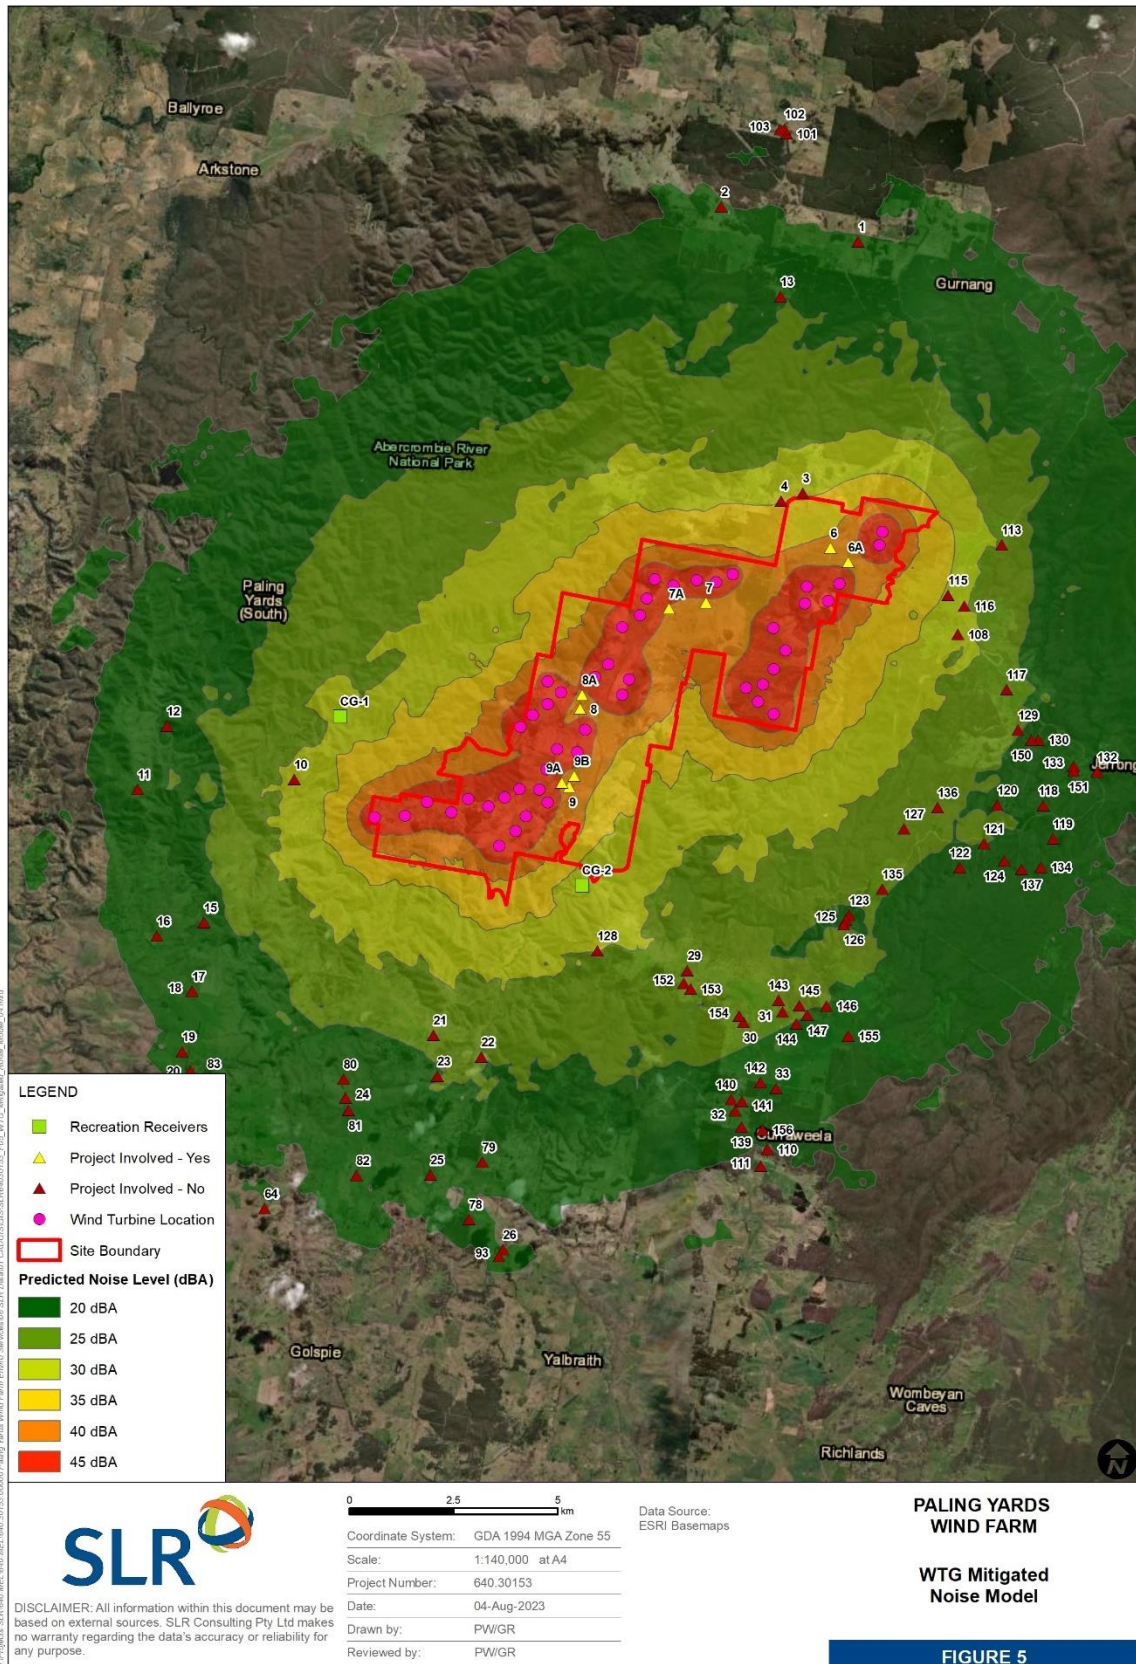 Ballyroe
102
103
101
Arkstone
2
1
Gurnang
13
Abercrombie River
National Park
4
3
6
6A
113
Paling
Yards
(South)
7A
7
115
116
108
8A
CG-1
8
117
12
129
9B
9A
150
130
133
132
10
9
11
151
136
120
118
127
121
119
CG-2
122
124
137
134
135
15
123
16
125
126
128
29
17
18
152
153
143
145
146
154
31
147
21
30
144
155
19
22
20
83
80
23
142
33
24
140
141
81
32
139
156
Curraweela
79
110
82
25
111
64
78
26
93
Golspie
Yalbraith
Wombeyan
Caves
Richlands
N
LEGEND
Recreation Receivers
Project Involved - Yes
Project Involved - No
Wind Turbine Location
Site Boundary
Predicted Noise Level (dBA)
20 dBA
25 dBA
30 dBA
35 dBA
40 dBA
45 dBA
SLR
DISCLAIMER: All information within this document may be
based on external sources. SLR Consulting Pty Ltd makes
no warranty regarding the data's accuracy or reliability for
any purpose.
0 2.5 5
km
Coordinate System: GDA 1994 MGA Zone 55
Scale: 1:140,000 at A4
Project Number: 640.30153
Date: 04-Aug-2023
Drawn by: PW/GR
Reviewed by: PW/GR
Data Source:
ESRI Basemaps
PALING YARDS
WIND FARM
WTG Mitigated
Noise Model
FIGURE 5